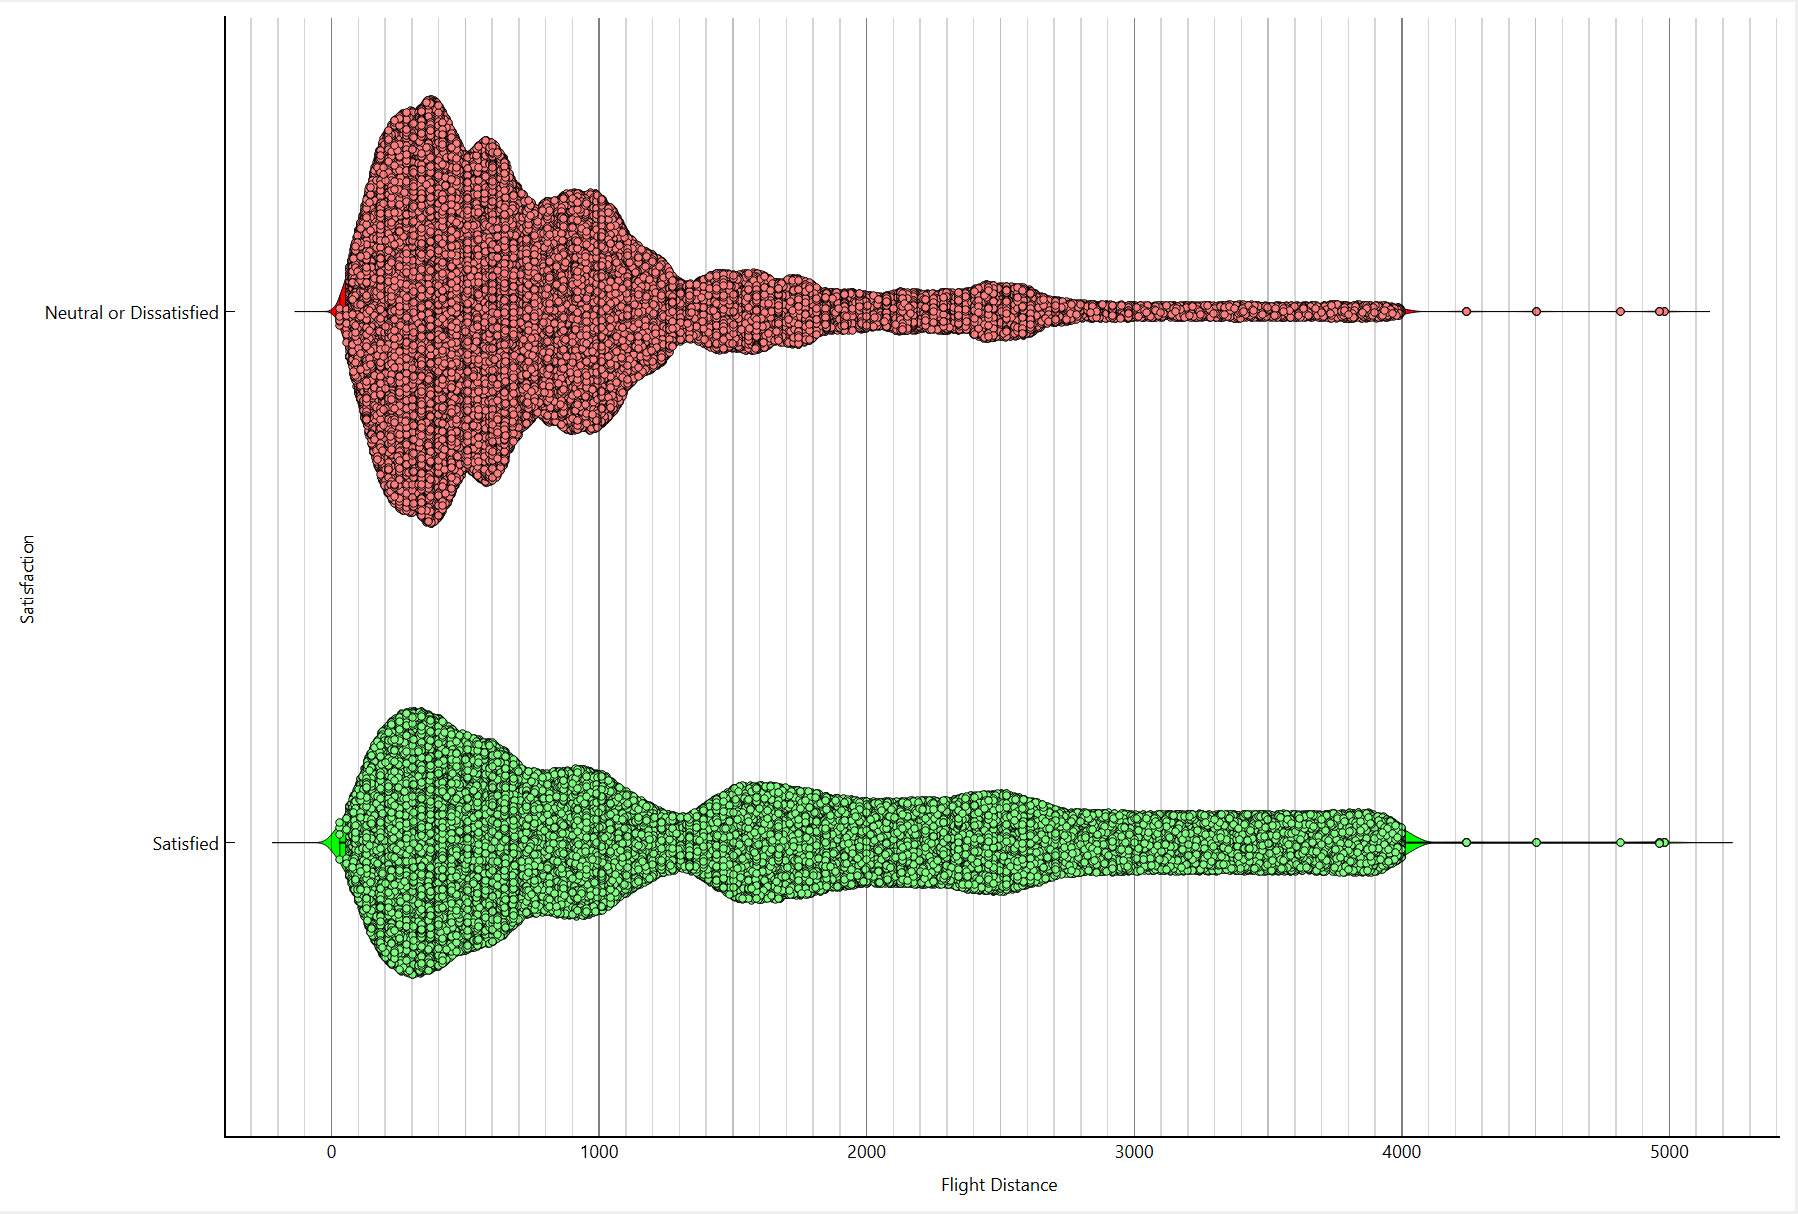 Neutral or Dissatisfied
Satisfaction
Satisfied
0 1000 2000 3000 4000 5000
Flight Distance